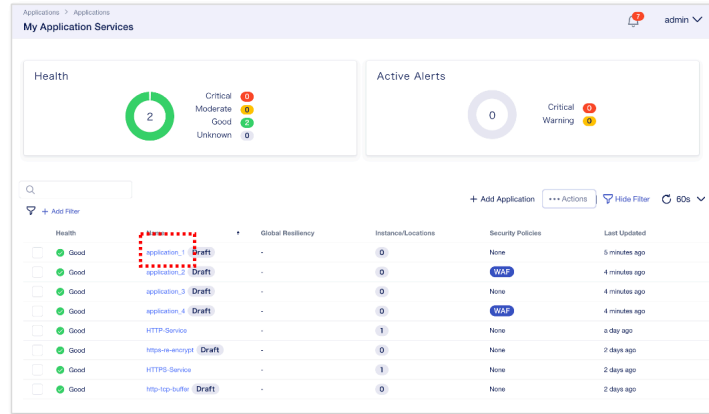 Applications > Applications
My Application Services
7
admin
Health
2
Critical 0
Moderate 0
Good 2
Unknown 0
Active Alerts
0
Critical 0
Warning 0
+ Add Application
••• Actions
Hide Filter
60s
+ Add Filter
Health Name Global Resiliency Instance/Locations Security Policies Last Updated
Good application_1 Draft - 0 None 5 minutes ago
Good application_2 Draft - 0 WAF 4 minutes ago
Good application_3 Draft - 0 None 4 minutes ago
Good application_4 Draft - 0 WAF 4 minutes ago
Good HTTP-Service - 1 None a day ago
Good https-re-encrypt Draft - 0 None 2 days ago
Good HTTPS-Service - 1 None 2 days ago
Good http-tcp-buffer Draft - 0 None 2 days ago